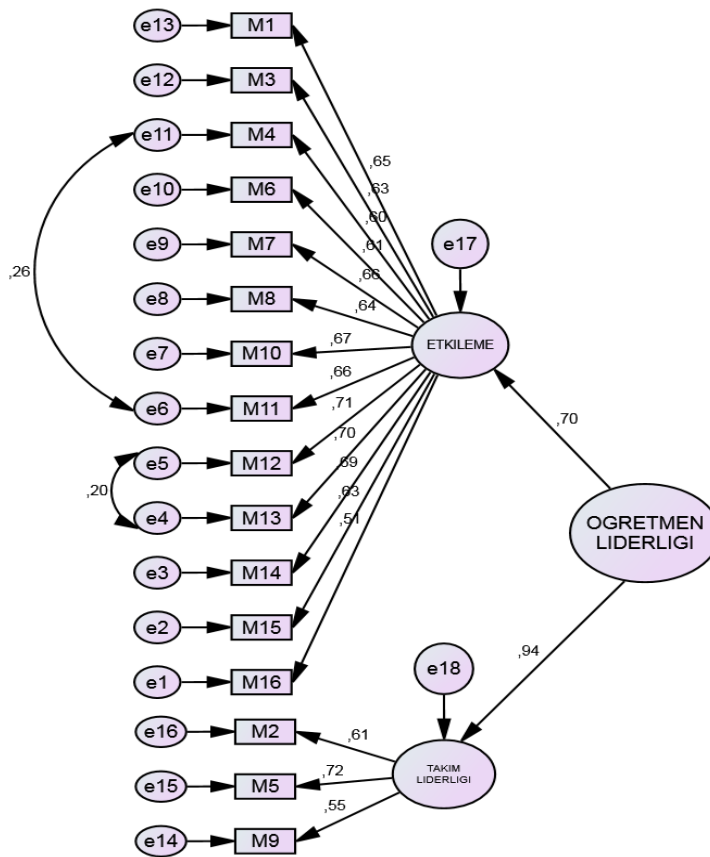 e13 M1
e12 M3
e11 M4
e10 M6
e9 M7
e8 M8
e7 M10
e6 M11
e5 M12
e4 M13
e3 M14
e2 M15
e1 M16
e16 M2
e15 M5
e14 M9
,26
,20
,65
,63
,60
,61
,66
,64
,67
,66
,71
,70
,69
,63
,51
e17
ETKILEME
,70
OGRETMEN
LIDERLIGI
,94
e18
TAKIM
LIDERLIGI
,61
,72
,55